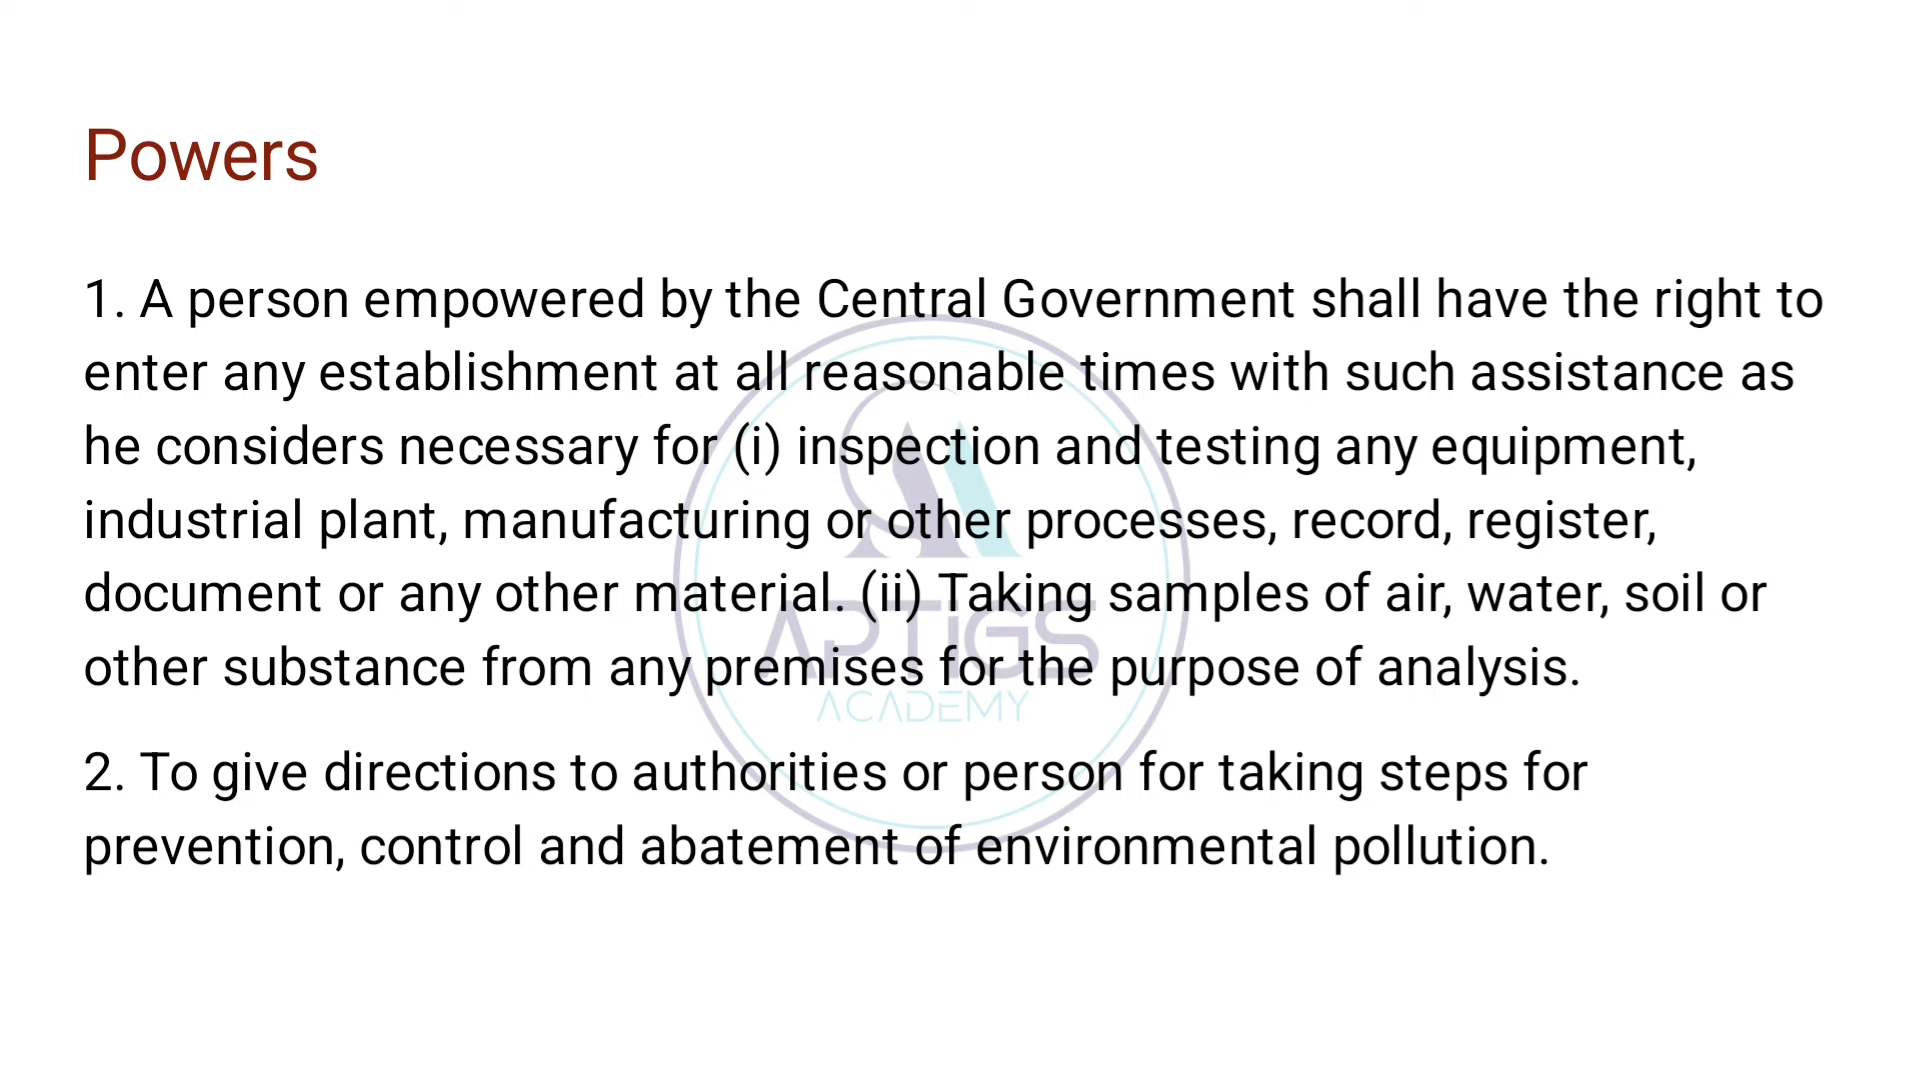 Powers
1. A person empowered by the Central Government shall have the right to
enter any establishment at all reasonable times with such assistance as
he considers necessary for (i) inspection and testing any equipment,
industrial plant, manufacturing or other processes, record, register,
document or any other material. (ii) Taking samples of air, water, soil or
other substance from any premises for the purpose of analysis.
2. To give directions to authorities or person for taking steps for
prevention, control and abatement of environmental pollution.
APTIGS
ACADEMY